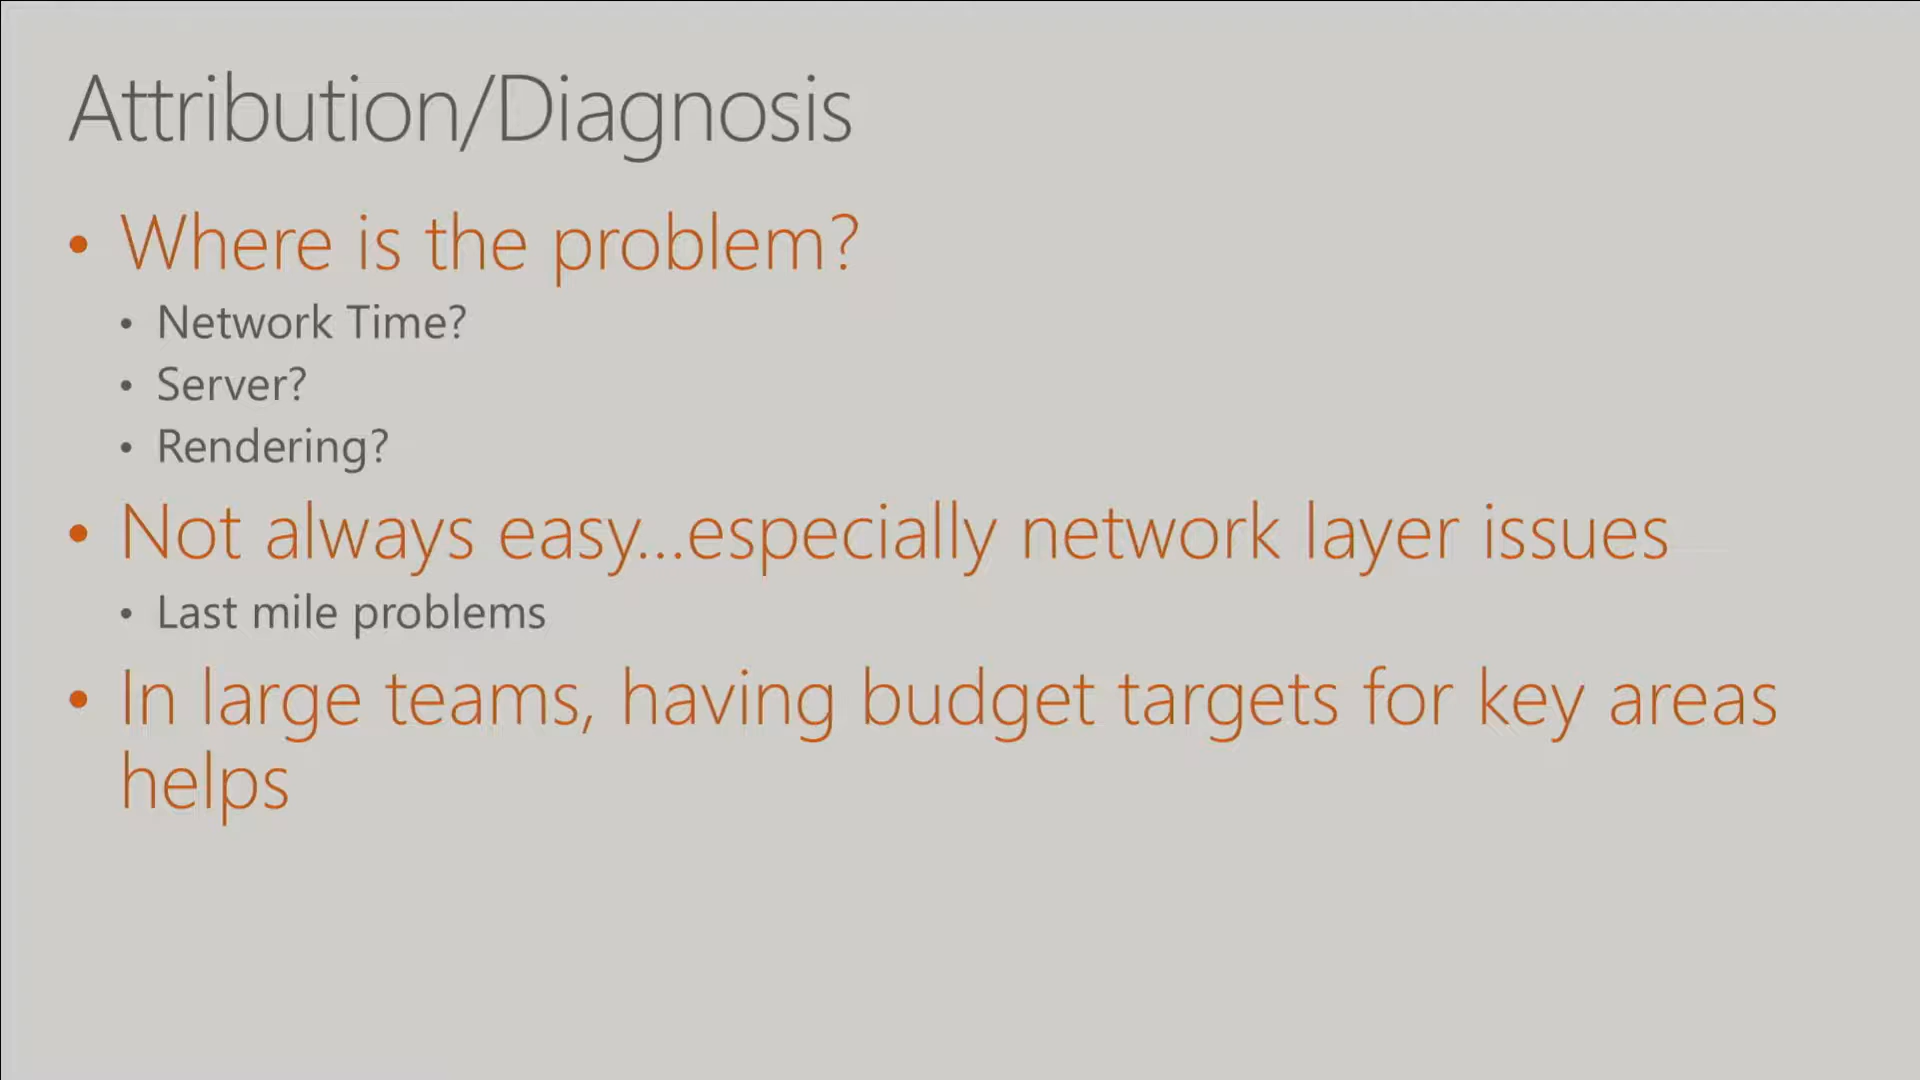 Attribution/Diagnosis
• Where is the problem?
• Network Time?
• Server?
• Rendering?
• Not always easy...especially network layer issues
• Last mile problems
• In large teams, having budget targets for key areas
helps